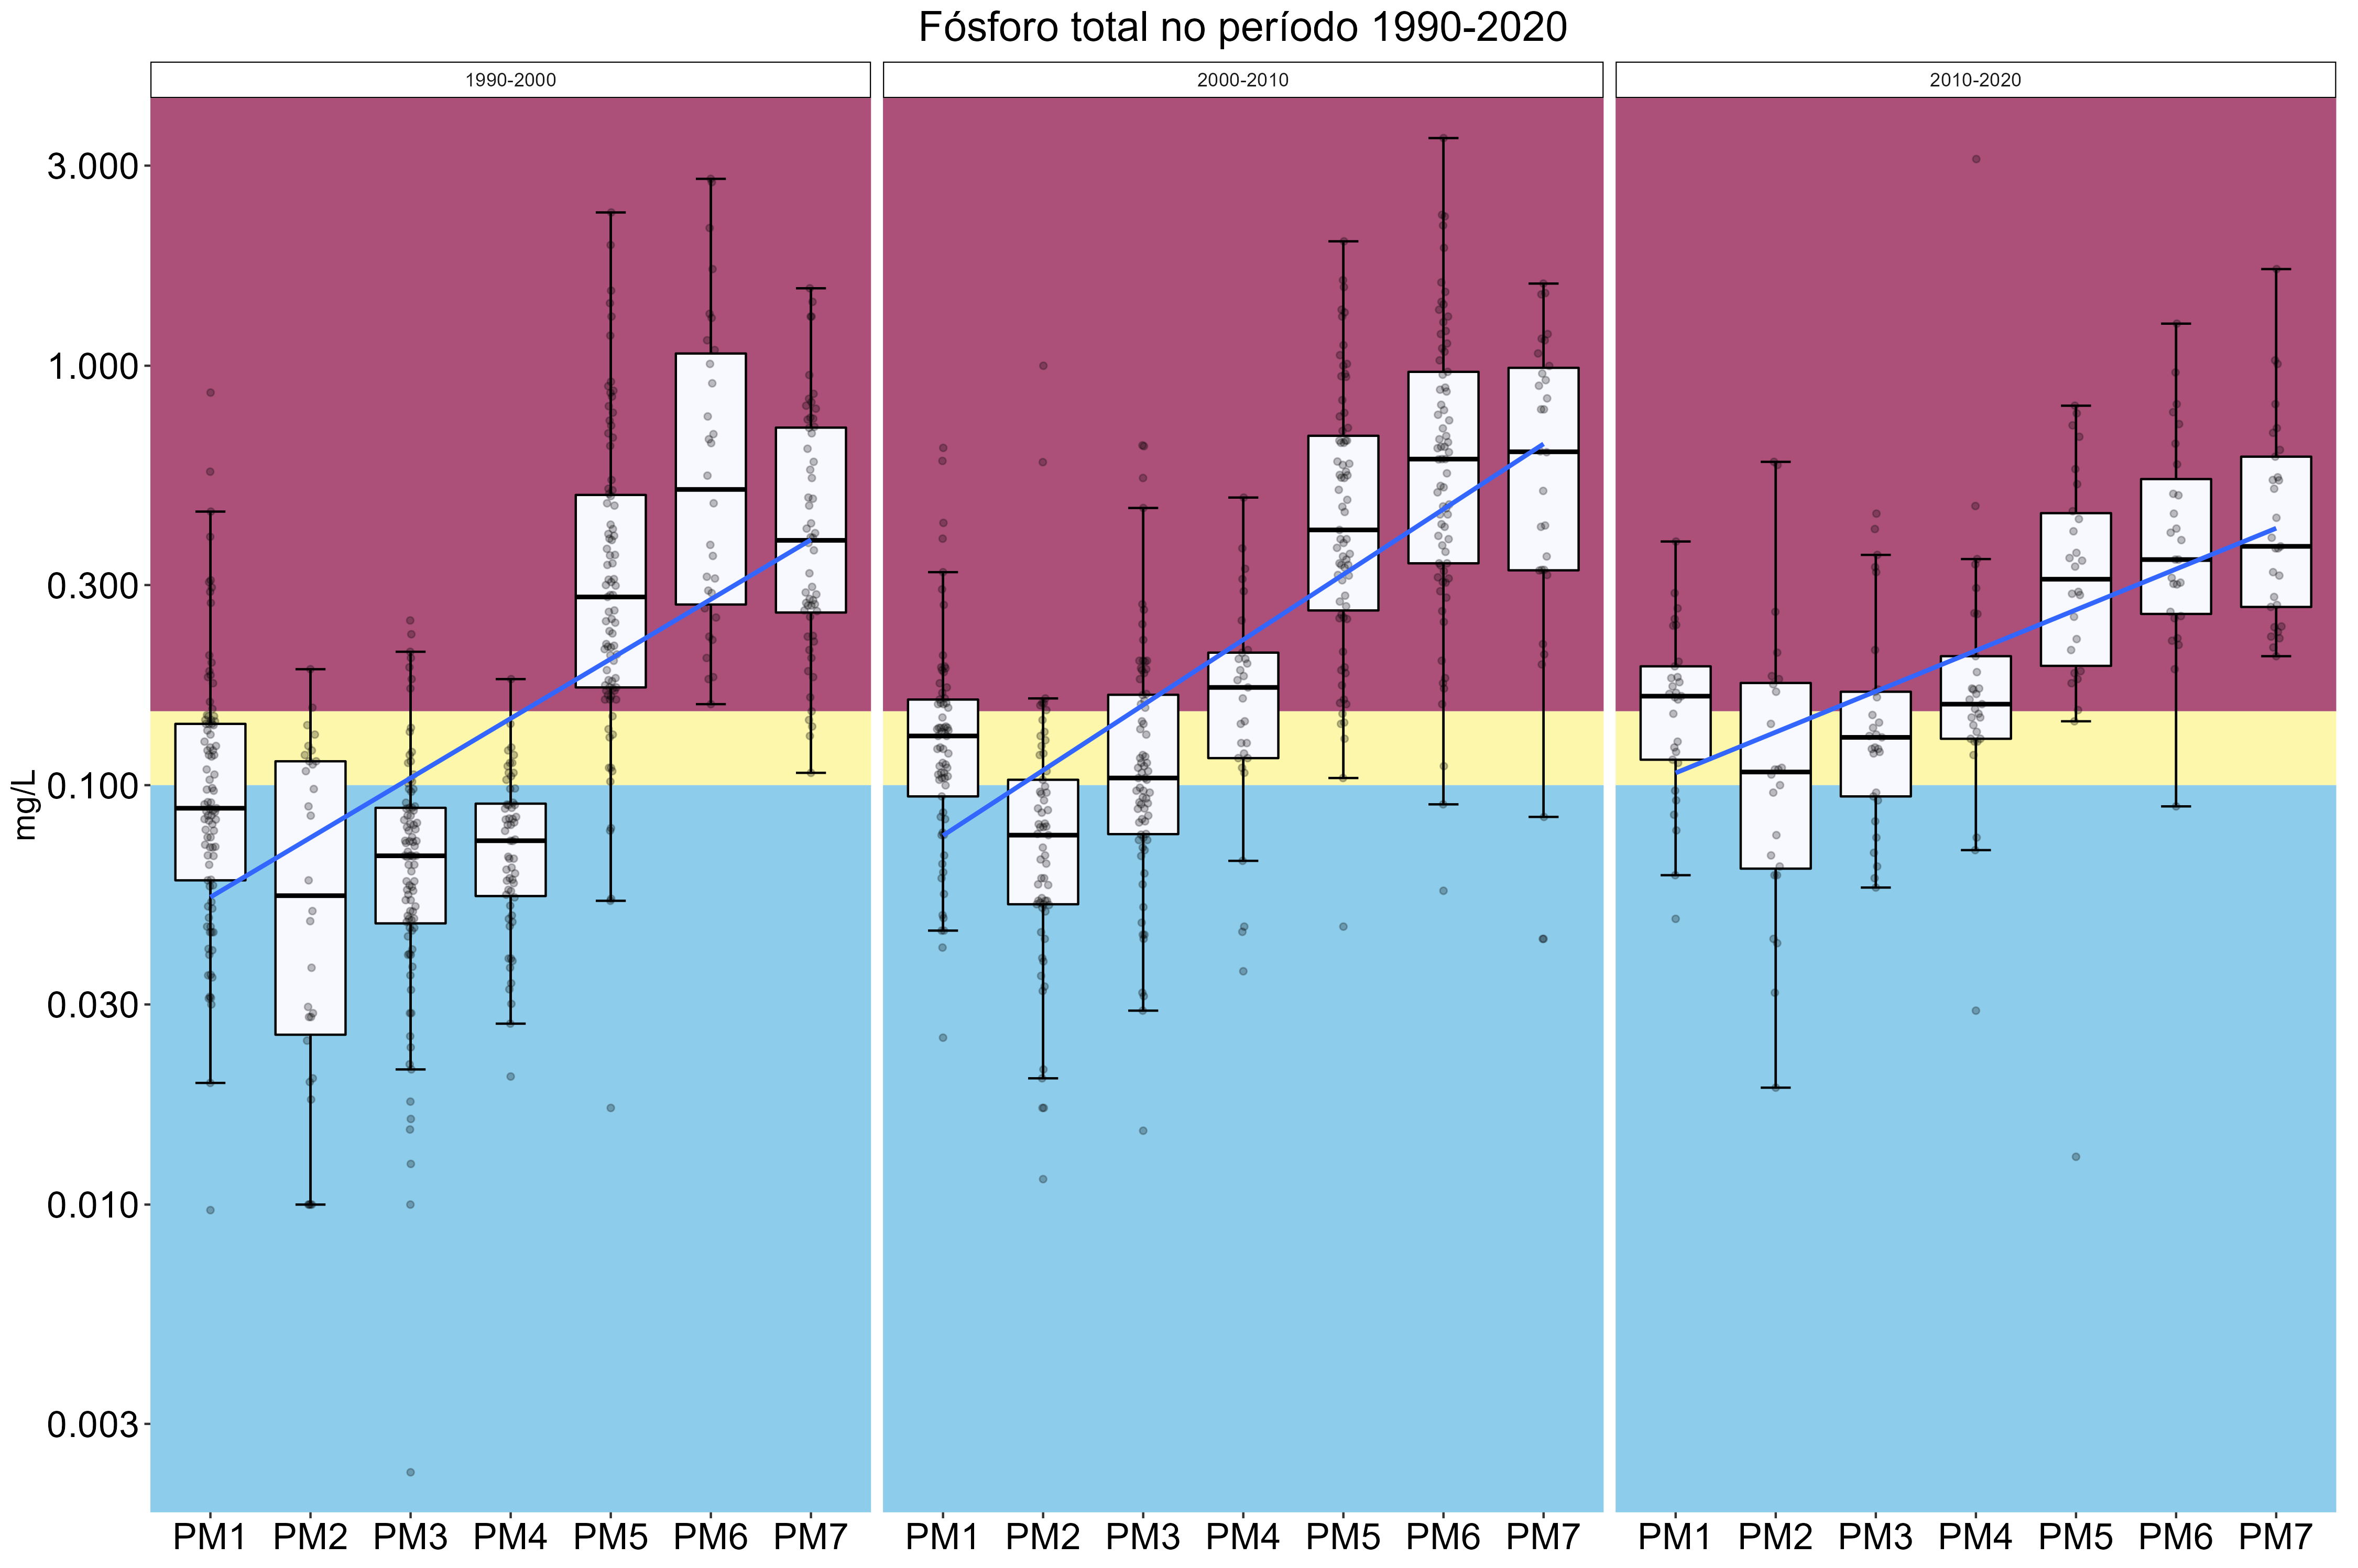 Fósforo total no período 1990-2020
1990-2000
2000-2010
2010-2020
mg/L
3.000
1.000
0.300
0.100
0.030
0.010
0.003
PM1 PM2 PM3 PM4 PM5 PM6 PM7
PM1 PM2 PM3 PM4 PM5 PM6 PM7
PM1 PM2 PM3 PM4 PM5 PM6 PM7